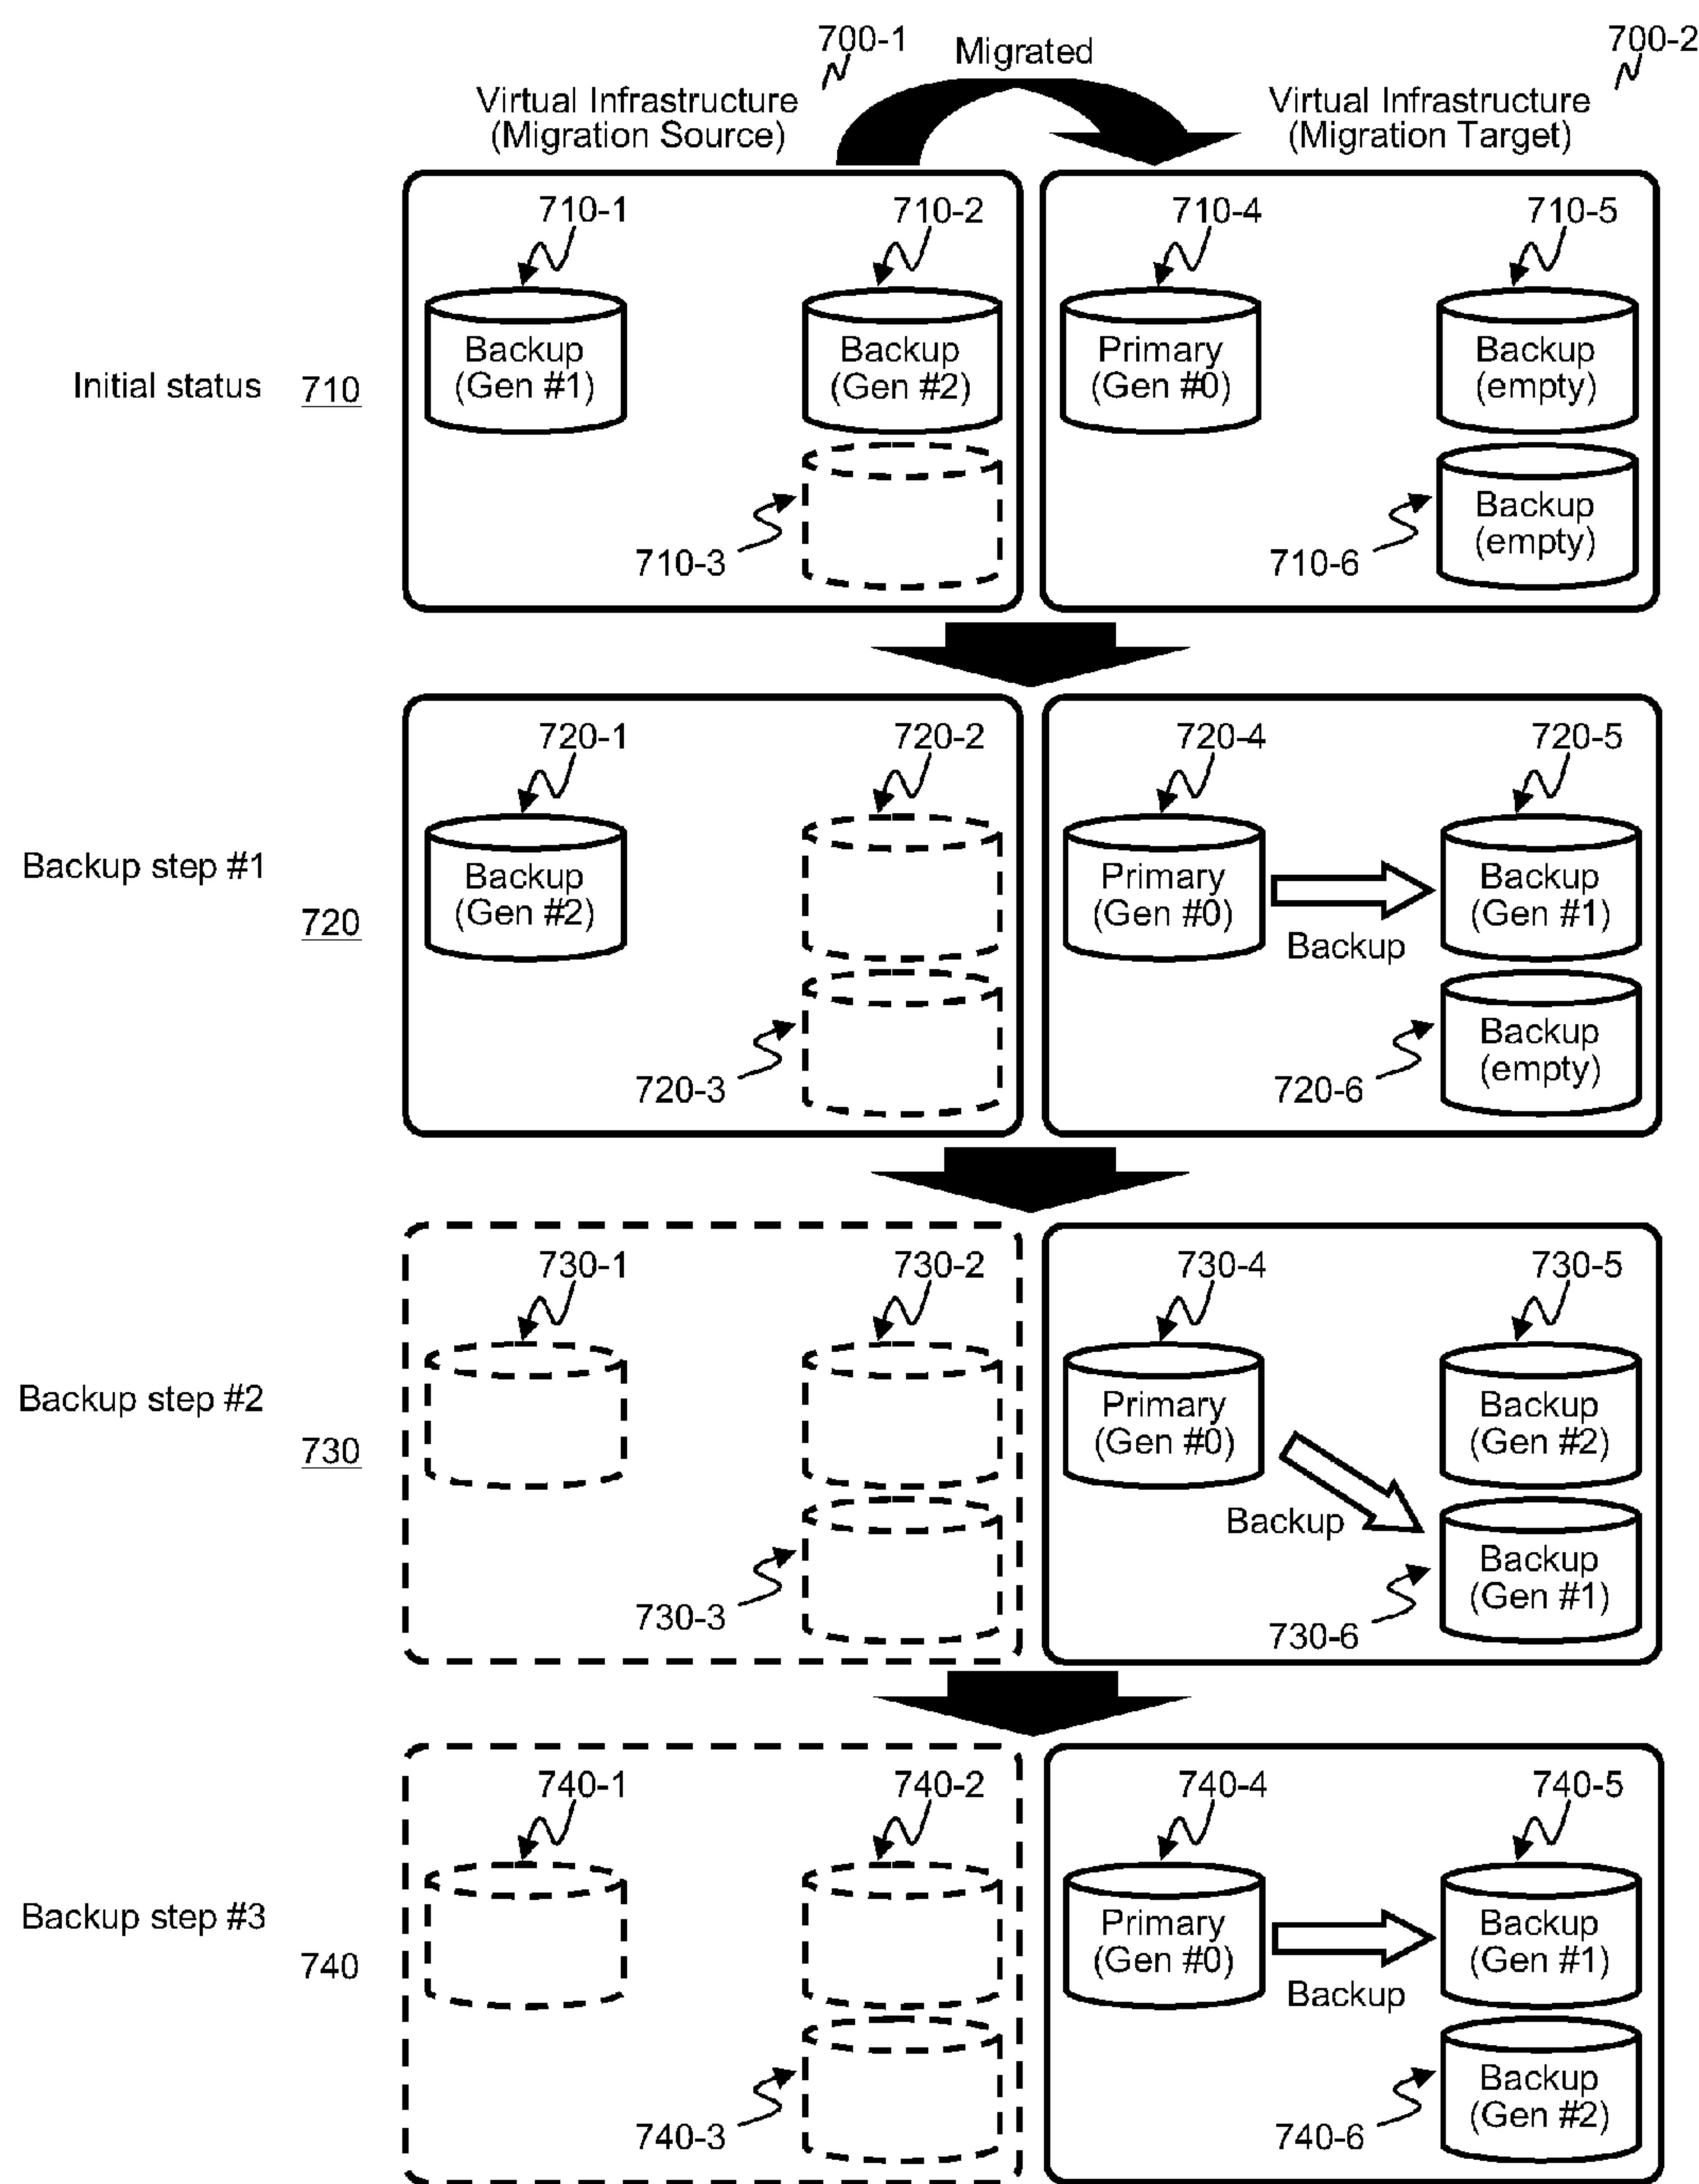 700-1
Migrated
700-2
Virtual Infrastructure
(Migration Source)
Virtual Infrastructure
(Migration Target)
710-1
710-2
710-4
710-5
Backup
(Gen #1)
Backup
(Gen #2)
Primary
(Gen #0)
Backup
(empty)
Initial status
710
710-3
710-6
Backup
(empty)
720-1
720-2
720-4
720-5
Backup step #1
720
Backup
(Gen #2)
Primary
(Gen #0)
Backup
Backup
(Gen #1)
720-3
720-6
Backup
(empty)
730-1
730-2
730-4
730-5
Backup step #2
730
Primary
(Gen #0)
Backup
(Gen #2)
Backup
730-3
730-6
Backup
(Gen #1)
740-1
740-2
740-4
740-5
Backup step #3
740
Primary
(Gen #0)
Backup
Backup
(Gen #1)
740-3
740-6
Backup
(Gen #2)